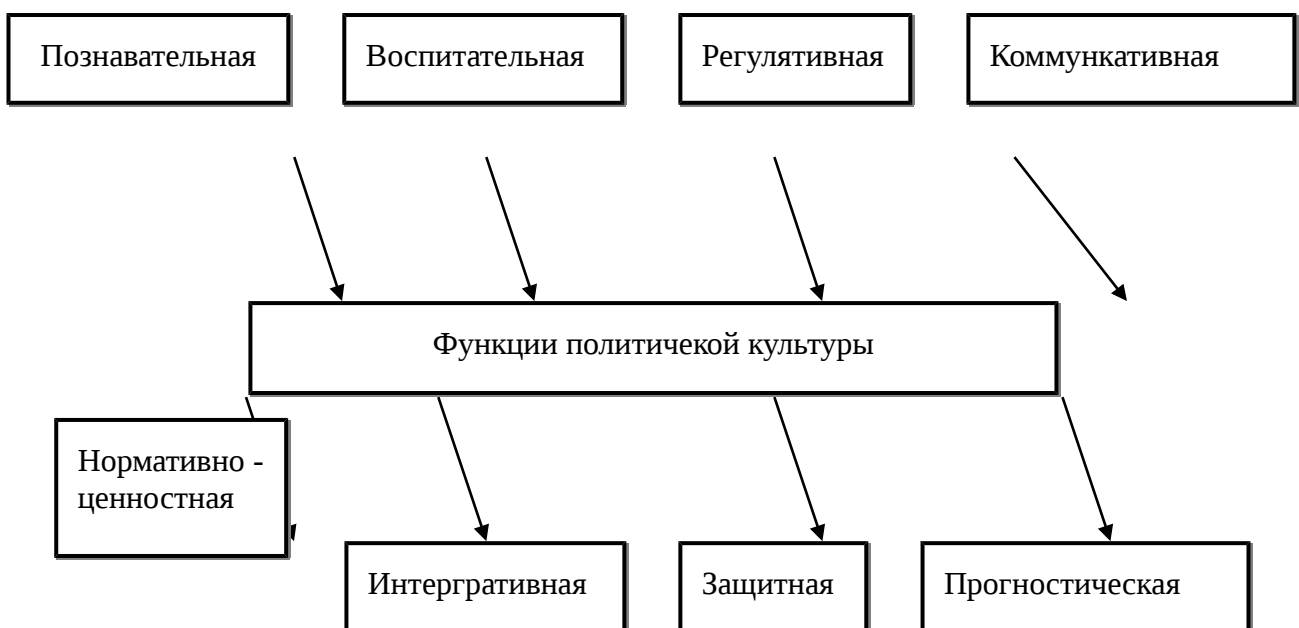 Познавательная
Воспитательная
Регулятивная
Коммункативная
Функции политичекой культуры
Нормативно -
ценностная
Интергративная
Защитная
Прогностическая